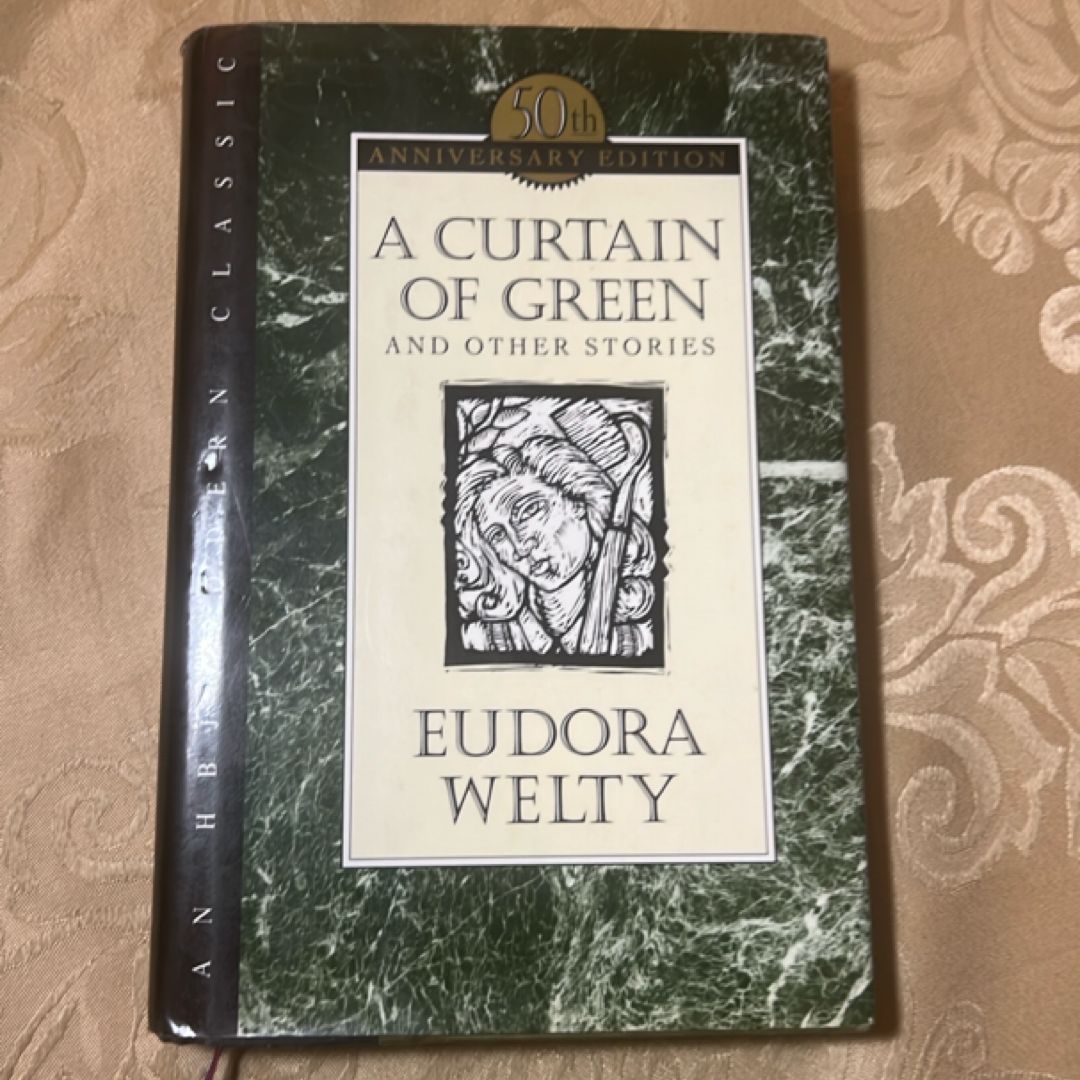 50th
ANNIVERSARY EDITION
A CURTAIN
OF GREEN
AND OTHER STORIES
EUDORA
WELTY
AN HBJ MODERN CLASSIC